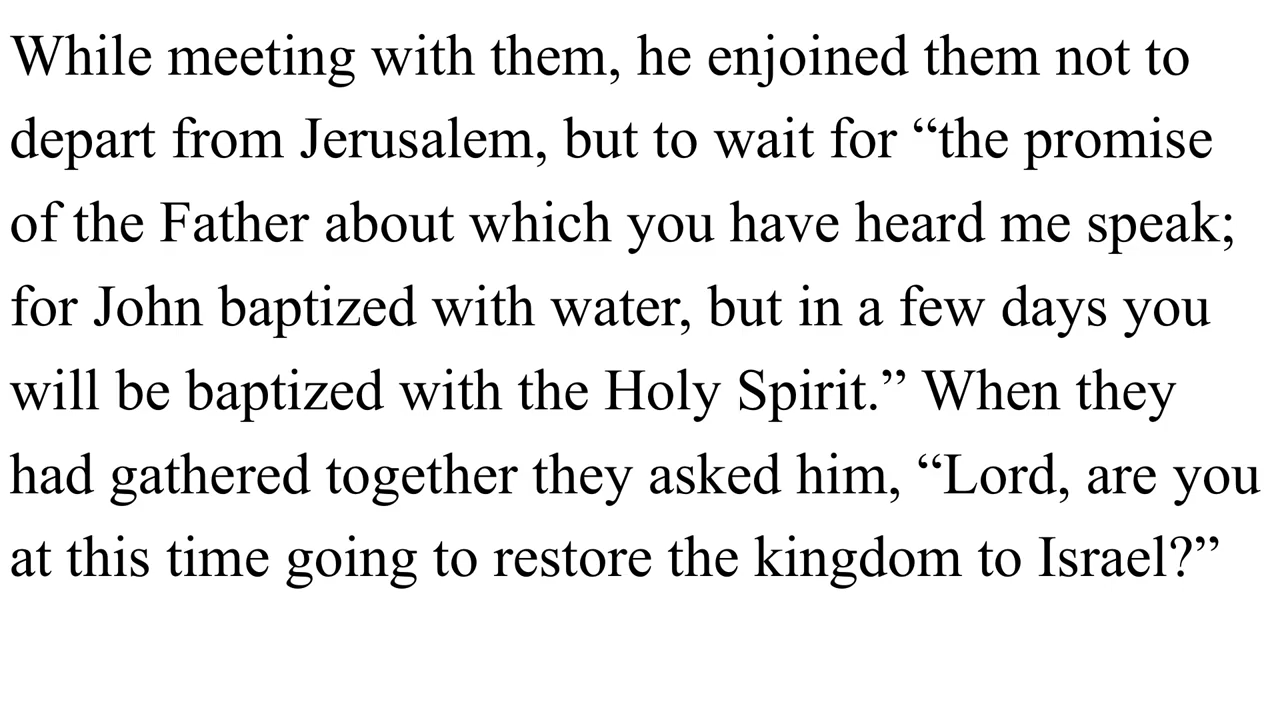 While meeting with them, he enjoined them not to
depart from Jerusalem, but to wait for “the promise
of the Father about which you have heard me speak;
for John baptized with water, but in a few days you
will be baptized with the Holy Spirit.” When they
had gathered together they asked him, “Lord, are you
at this time going to restore the kingdom to Israel?”